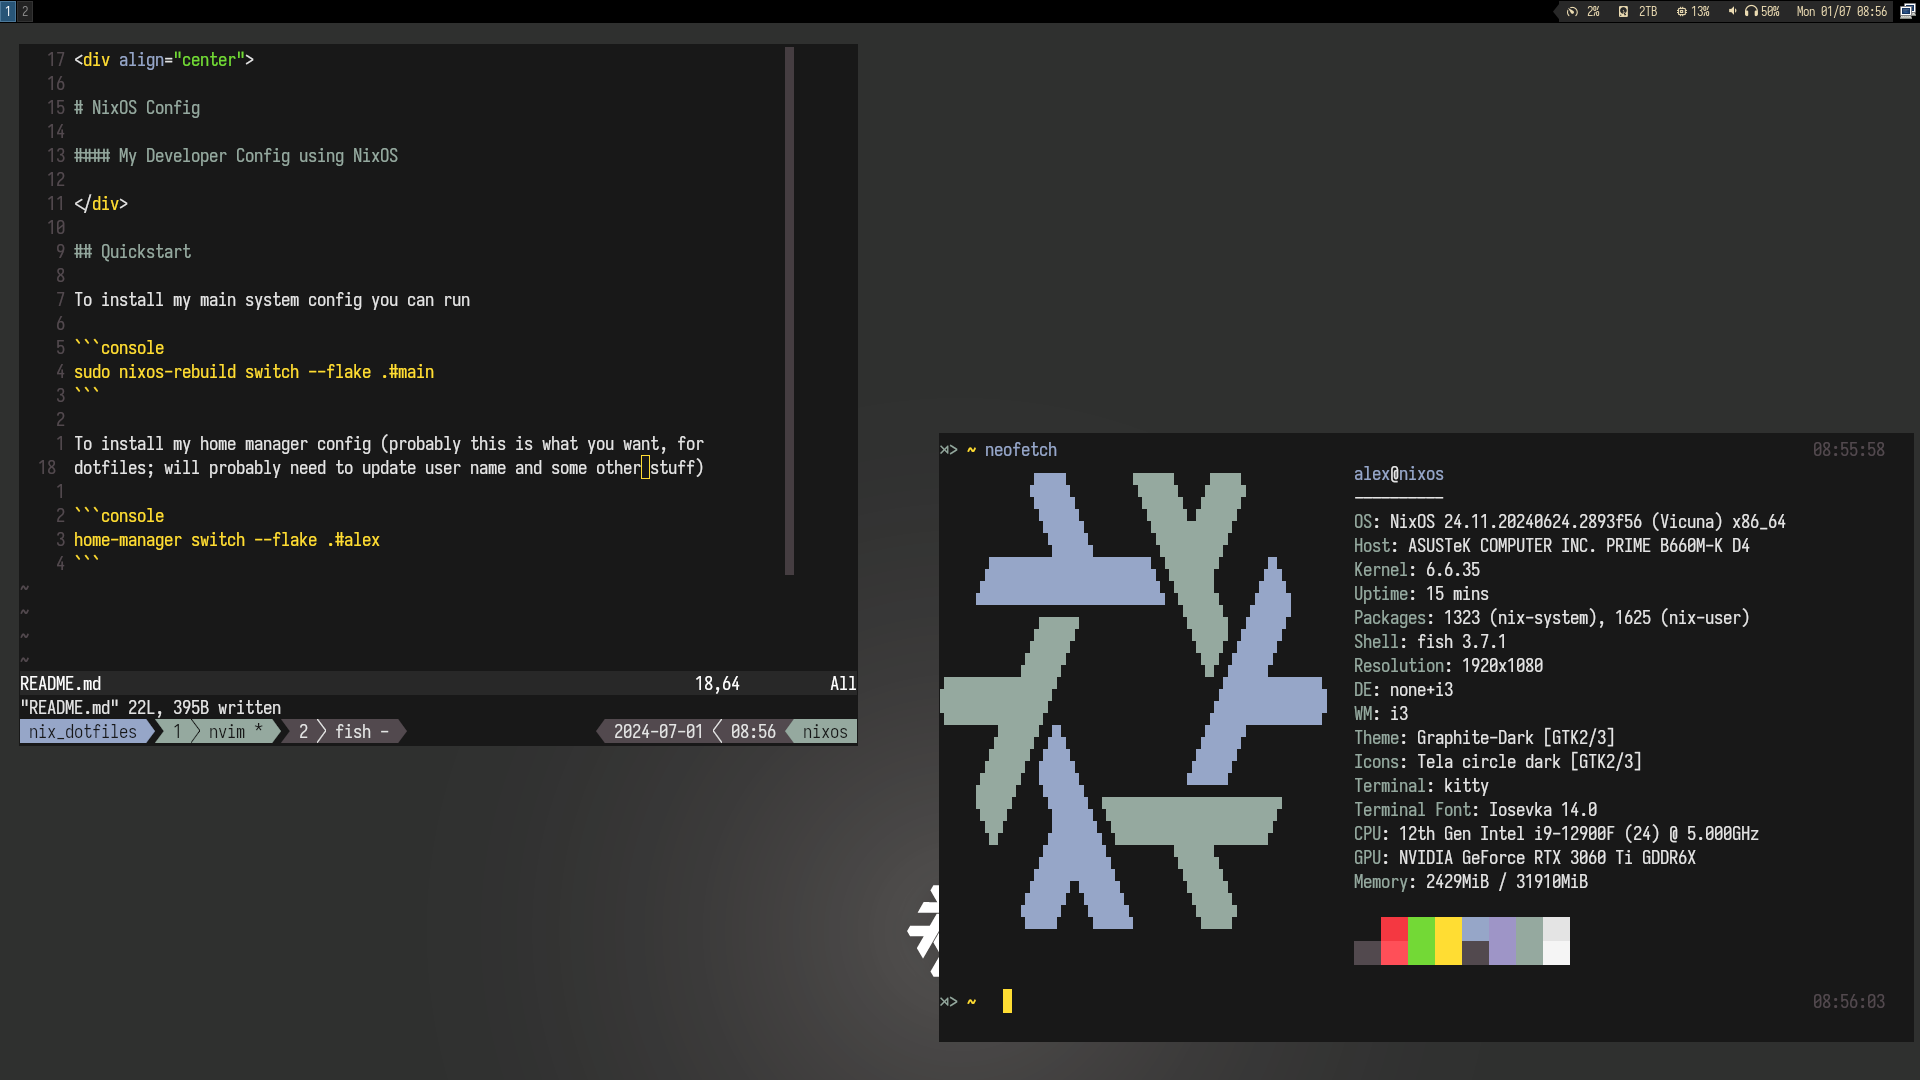 1 2
2% 2TB 13% 50% Mon 01/07 08:56
17 <div align="center">
16
15 # NixOS Config
14
13 #### My Developer Config using NixOS
12
11 </div>
10
9 ## Quickstart
8
7 To install my main system config you can run
6
5 ```console
4 sudo nixos-rebuild switch --flake .#main
3 ```
2
1 To install my home manager config (probably this is what you want, for
18 dotfiles; will probably need to update user name and some other stuff)
1
2 ```console
3 home-manager switch --flake .#alex
4 ```
~
~
~
~
README.md 18,64 All
"README.md" 22L, 395B written
nix_dotfiles 1 nvim * 2 fish - 2024-07-01 08:56 nixos
~ neofetch 08:55:58
alex@nixos
----------
OS: NixOS 24.11.20240624.2893f56 (Vicuna) x86_64
Host: ASUSTeK COMPUTER INC. PRIME B660M-K D4
Kernel: 6.6.35
Uptime: 15 mins
Packages: 1323 (nix-system), 1625 (nix-user)
Shell: fish 3.7.1
Resolution: 1920x1080
DE: none+i3
WM: i3
Theme: Graphite-Dark [GTK2/3]
Icons: Tela circle dark [GTK2/3]
Terminal: kitty
Terminal Font: Iosevka 14.0
CPU: 12th Gen Intel i9-12900F (24) @ 5.000GHz
GPU: NVIDIA GeForce RTX 3060 Ti GDDR6X
Memory: 2429MiB / 31910MiB
~ 08:56:03